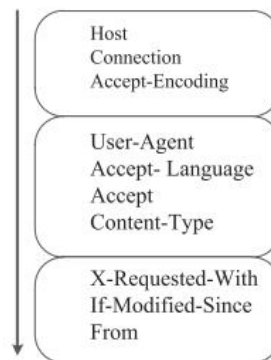 Host
Connection
Accept-Encoding
User-Agent
Accept- Language
Accept
Content-Type
X-Requested-With
If-Modified-Since
From